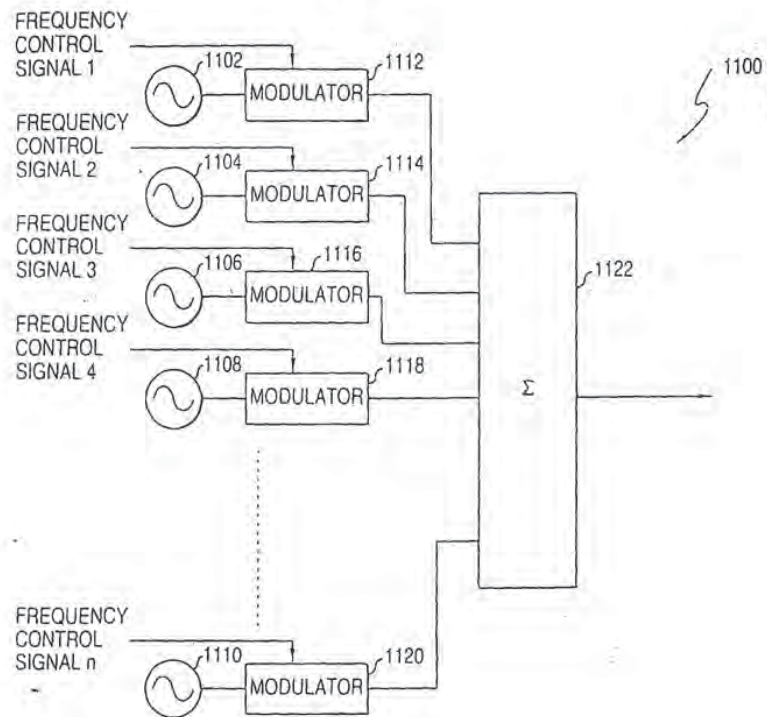 FREQUENCY
CONTROL
SIGNAL 1
1102
MODULATOR
1112
1100
FREQUENCY
CONTROL
SIGNAL 2
1104
MODULATOR
1114
FREQUENCY
CONTROL
SIGNAL 3
1106
MODULATOR
1116
1122
FREQUENCY
CONTROL
SIGNAL 4
1108
MODULATOR
1118
Σ
FREQUENCY
CONTROL
SIGNAL n
1110
MODULATOR
1120